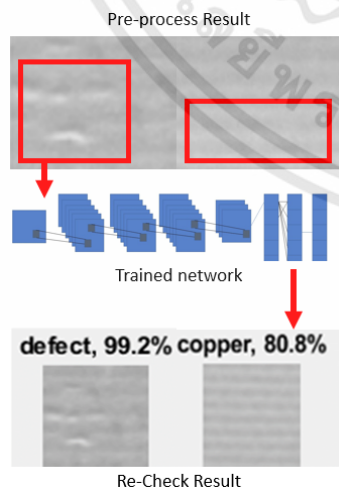 Pre-process Result
Trained network
defect, 99.2% copper, 80.8%
Re-Check Result